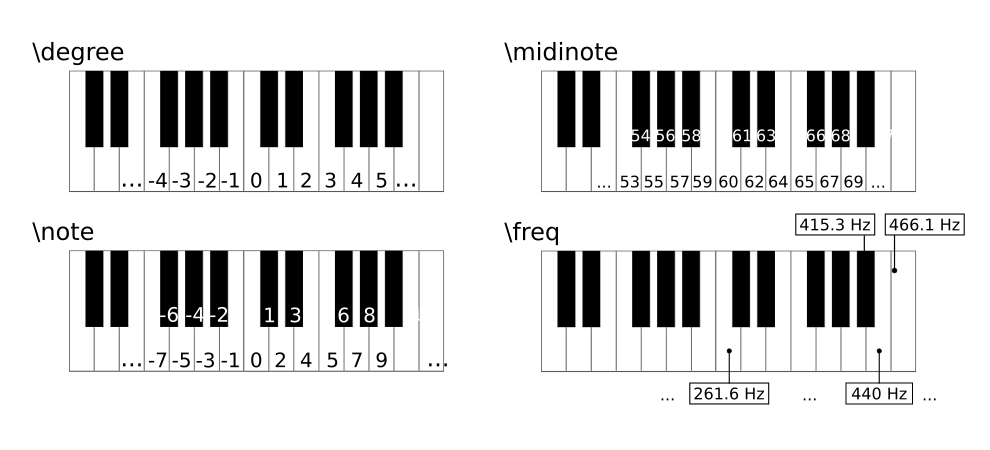 \degree
... -4 -3 -2 -1 0 1 2 3 4 5 ...
\midinote
54 56 58 61 63 66 68
... 53 55 57 59 60 62 64 65 67 69 ...
\note
-6 -4 -2 1 3 6 8
... -7 -5 -3 -1 0 2 4 5 7 9 ...
\freq
415.3 Hz 466.1 Hz
... 261.6 Hz ... 440 Hz ...